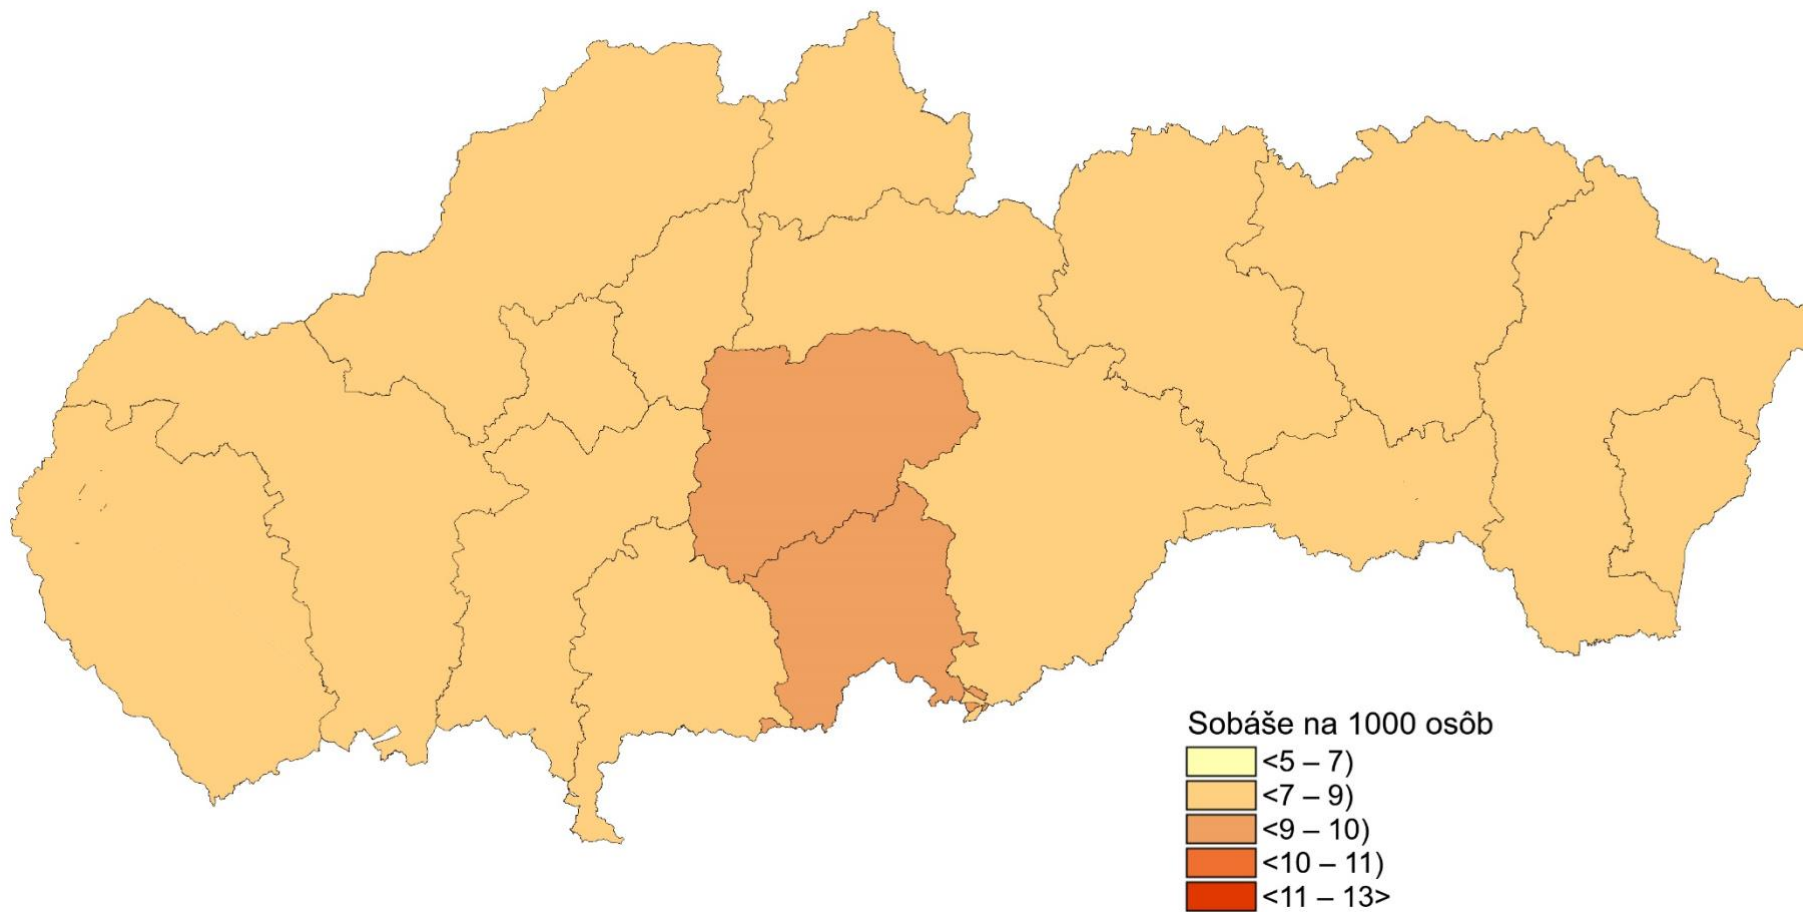 Sobáše na 1000 osôb
<5 – 7)
<7 – 9)
<9 – 10)
<10 – 11)
<11 – 13>